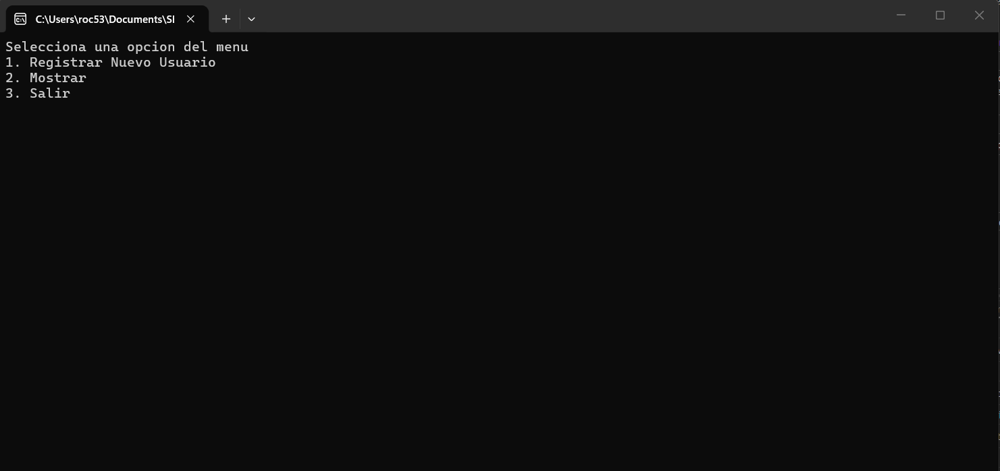 C:\Users\roc53\Documents\SI
Selecciona una opcion del menu
1. Registrar Nuevo Usuario
2. Mostrar
3. Salir